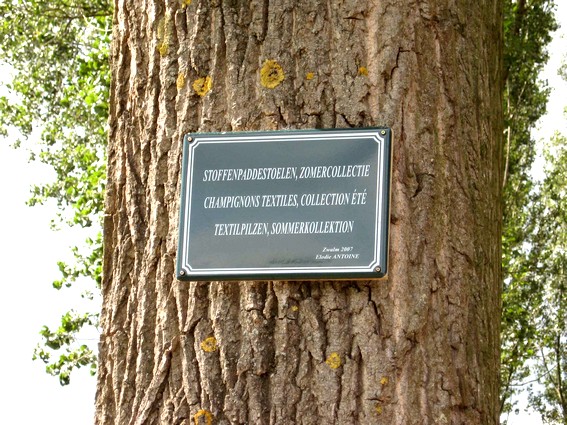 STOFFENPADDESTOELEN, ZOMERCOLLECTIE
CHAMPIGNONS TEXTILES, COLLECTION ÉTÉ
TEXTILPILZEN, SOMMERKOLLEKTION
Zwalm 2007
Elodie ANTOINE